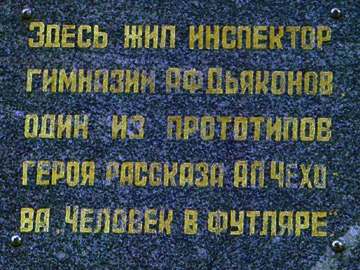 ЗДЕСЬ ЖИЛ ИНСПЕКТОР
ГИМНАЗИИ А.Ф.ДЬЯКОНОВ
ОДИН ИЗ ПРОТОТИПОВ
ГЕРОЯ РАССКАЗА А.П.ЧЕХО
ВА „ЧЕЛОВЕК В ФУТЛЯРЕ"